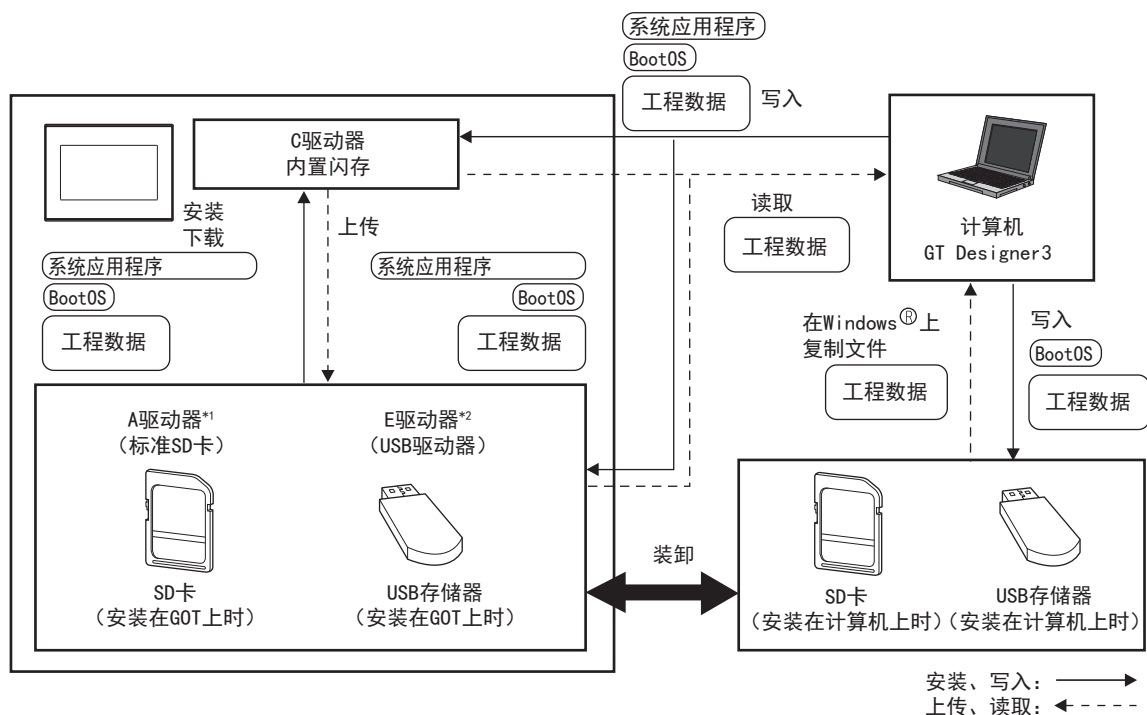 系统应用程序
BootOS
工程数据
写入
C驱动器
内置闪存
安装
下载
上传
读取
工程数据
计算机
GT Designer3
系统应用程序
BootOS
工程数据
系统应用程序
BootOS
工程数据
在Windows®上
复制文件
工程数据
写入
BootOS
工程数据
A驱动器*1
（标准SD卡）
E驱动器*2
（USB驱动器）
SD卡
（安装在GOT上时）
USB存储器
（安装在GOT上时）
装卸
SD卡
（安装在计算机上时）
USB存储器
（安装在计算机上时）
安装、写入：
上传、读取：